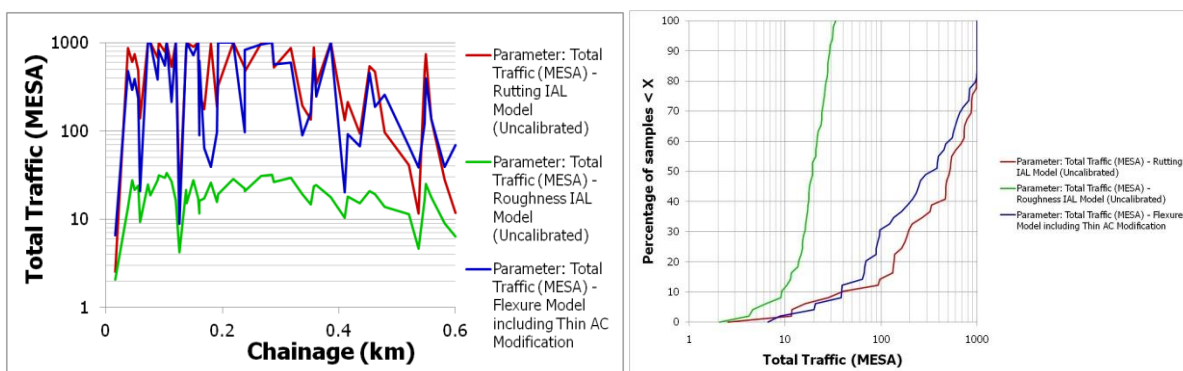 Total Traffic (MESA)
1000
100
10
1
0
0.2
0.4
0.6
Chainage (km)
Parameter: Total
Traffic (MESA) -
Rutting IAL
Model
(Uncalibrated)
Parameter: Total
Traffic (MESA) -
Roughness IAL
Model
(Uncalibrated)
Parameter: Total
Traffic (MESA) -
Flexure Model
including Thin AC
Modification
Percentage of samples < X
100
90
80
70
60
50
40
30
20
10
0
1
10
100
1000
Total Traffic (MESA)
Parameter: Total Traffic (MESA) - Rutting
IAL Model (Uncalibrated)
Parameter: Total Traffic (MESA) -
Roughness IAL Model (Uncalibrated)
Parameter: Total Traffic (MESA) - Flexure
Model including Thin AC Modification